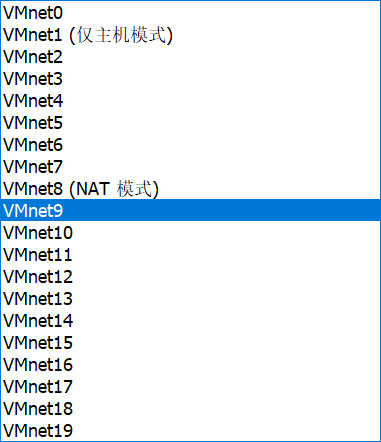 VMnet0
VMnet1 (仅主机模式)
VMnet2
VMnet3
VMnet4
VMnet5
VMnet6
VMnet7
VMnet8 (NAT 模式)
VMnet9
VMnet10
VMnet11
VMnet12
VMnet13
VMnet14
VMnet15
VMnet16
VMnet17
VMnet18
VMnet19